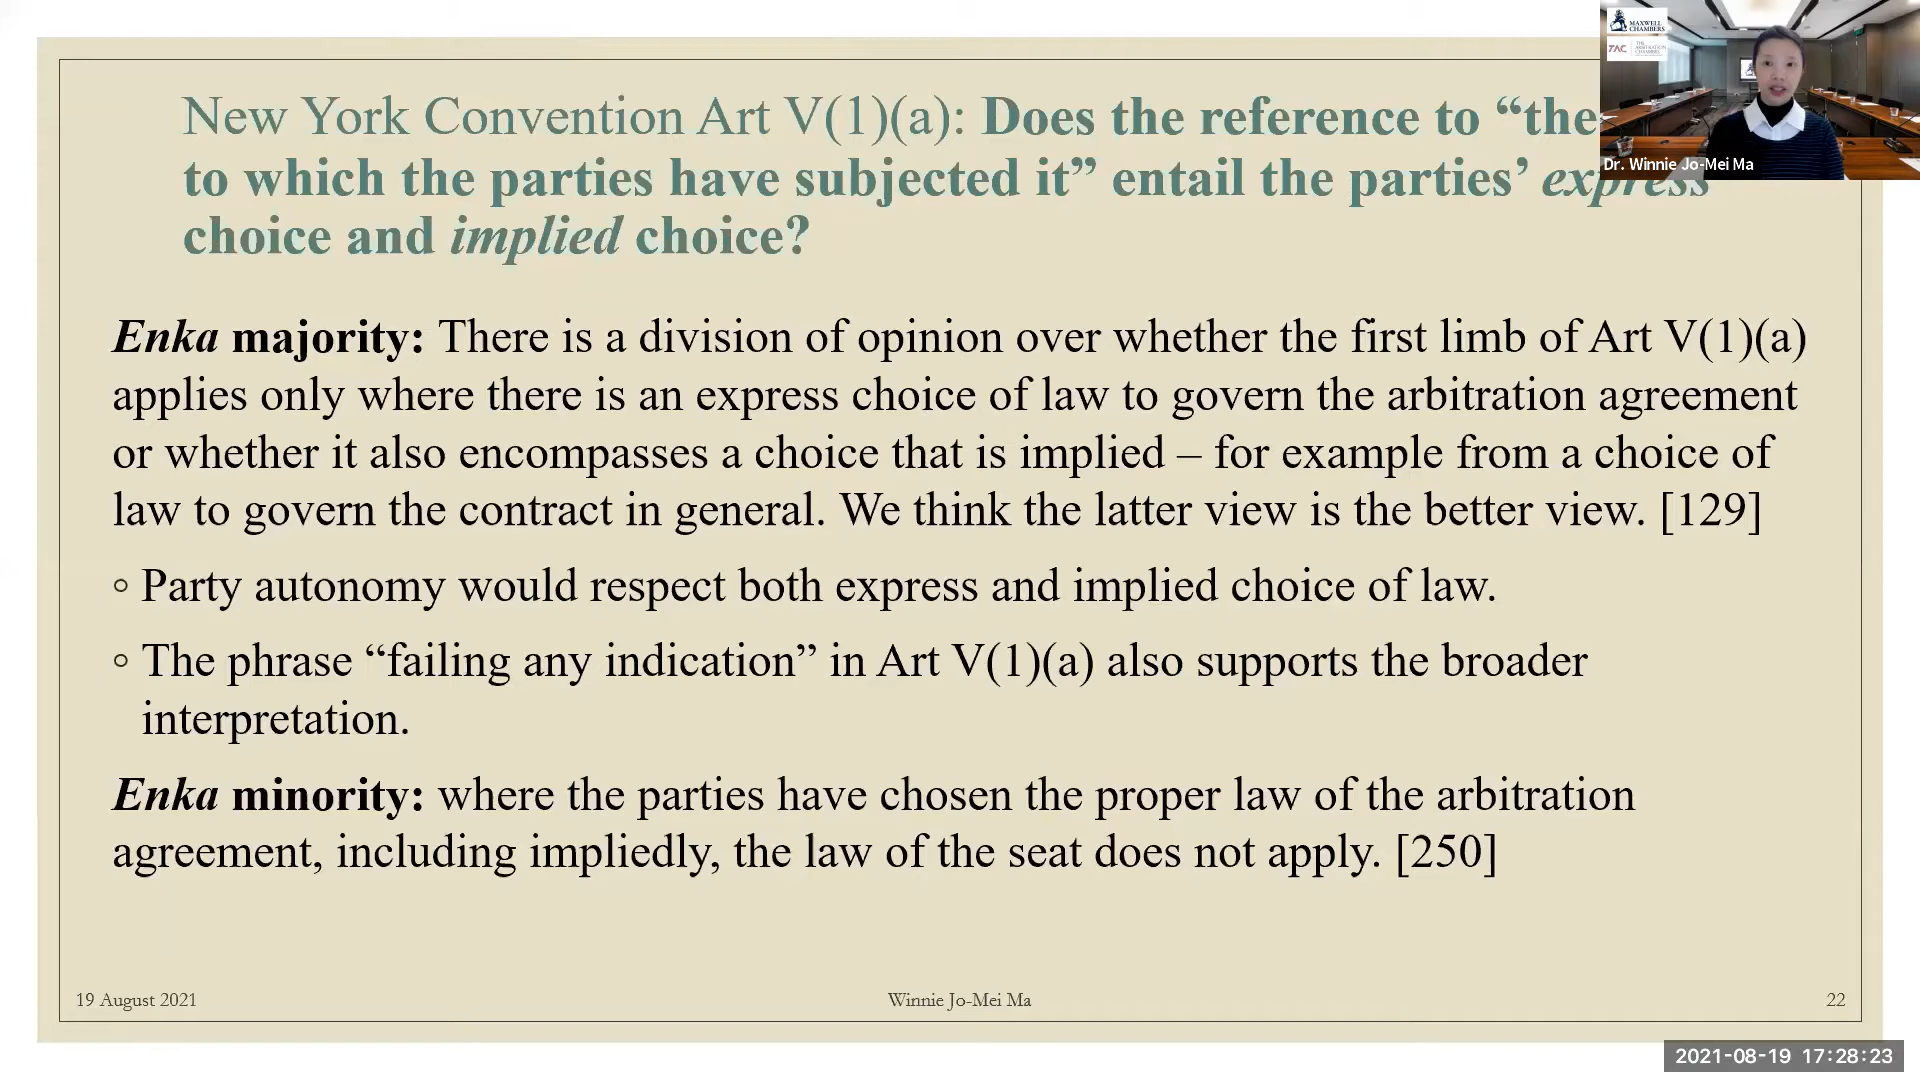 New York Convention Art V(1)(a): Does the reference to “the
to which the parties have subjected it” entail the parties’ express
choice and implied choice?
Enka majority: There is a division of opinion over whether the first limb of Art V(1)(a)
applies only where there is an express choice of law to govern the arbitration agreement
or whether it also encompasses a choice that is implied – for example from a choice of
law to govern the contract in general. We think the latter view is the better view. [129]
◦ Party autonomy would respect both express and implied choice of law.
◦ The phrase “failing any indication” in Art V(1)(a) also supports the broader
interpretation.
Enka minority: where the parties have chosen the proper law of the arbitration
agreement, including impliedly, the law of the seat does not apply. [250]
19 August 2021
Winnie Jo-Mei Ma
22
MAXWELL
CHAMBERS
TAC
THE
ARBITRATION
CHAMBERS
Dr. Winnie Jo-Mei Ma
2021-08-19 17:28:23